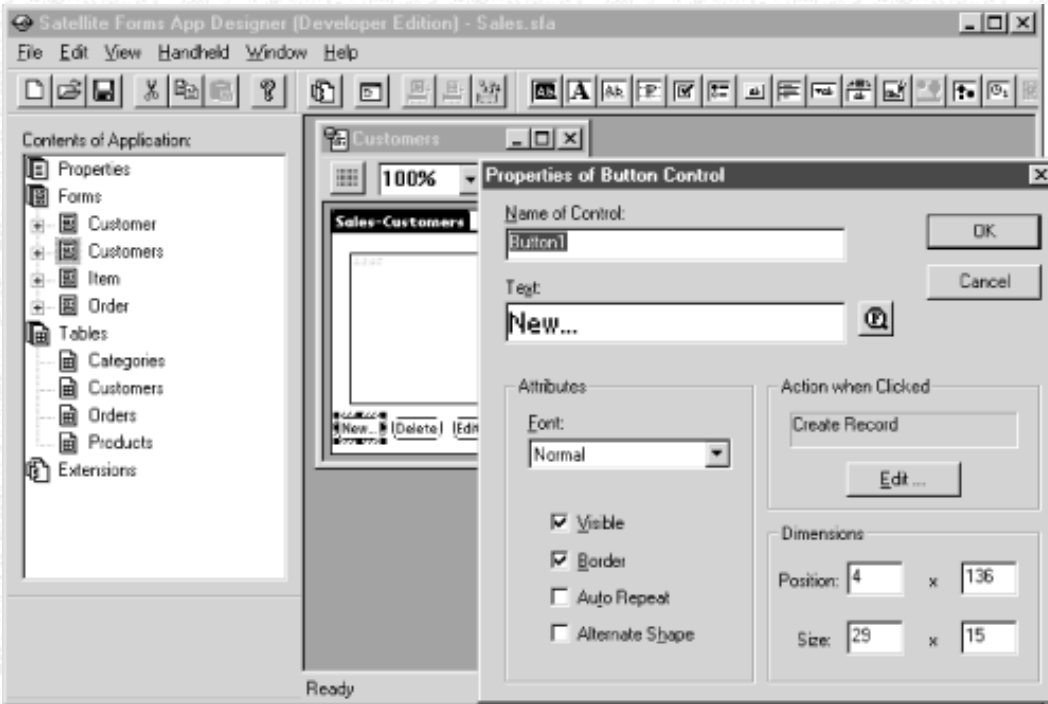 Satellite Forms App Designer (Developer Edition) - Sales.sfa
File Edit View Handheld Window Help
Contents of Application:
Properties
Forms
Customer
Customers
Item
Order
Tables
Categories
Customers
Orders
Products
Extensions
Customers
100%
Sales-Customers
New...
(Delete)
Properties of Button Control
Name of Control:
Button1
Text:
New...
OK
Cancel
Attributes
Font:
Normal
Visible
Border
Auto Repeat
Alternate Shape
Action when Clicked
Create Record
Edit ...
Dimensions
Position: 4 x 136
Size: 29 x 15
Ready